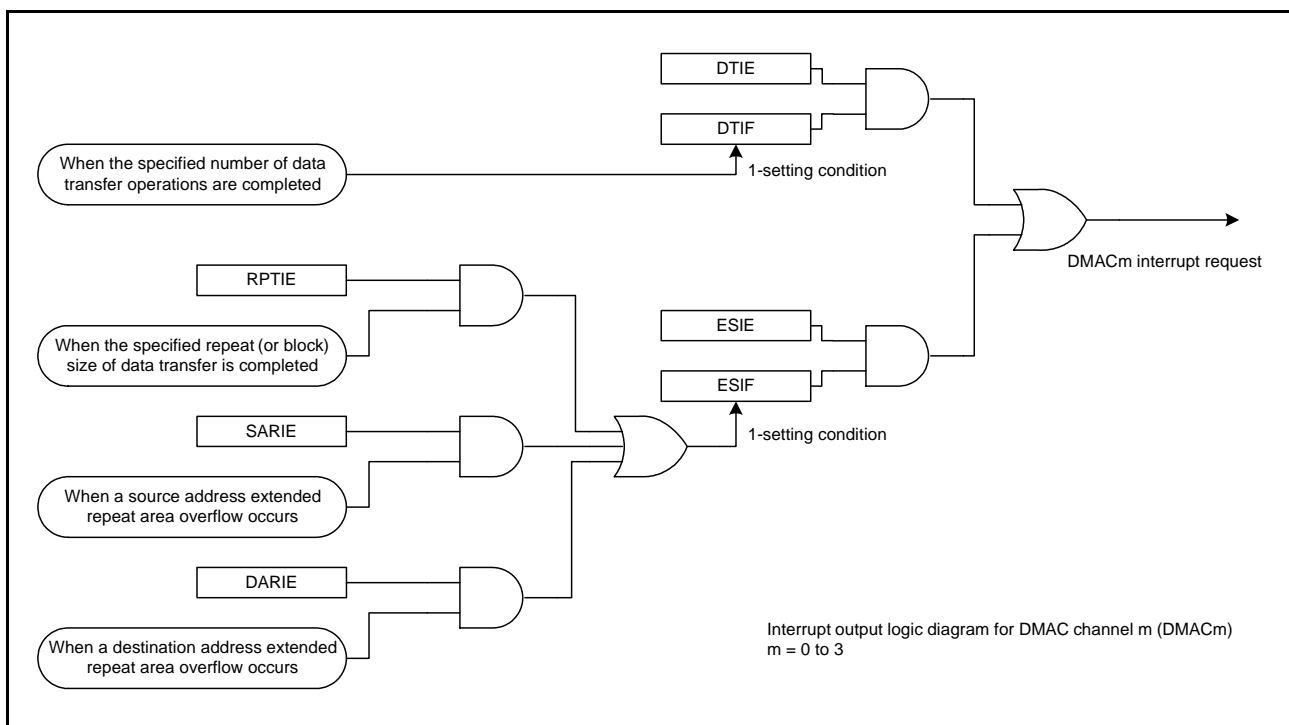 DTIE
DTIF
When the specified number of data
transfer operations are completed
1-setting condition
DMACm interrupt request
RPTIE
When the specified repeat (or block)
size of data transfer is completed
ESIE
ESIF
1-setting condition
SARIE
When a source address extended
repeat area overflow occurs
DARIE
When a destination address extended
repeat area overflow occurs
Interrupt output logic diagram for DMAC channel m (DMACm)
m = 0 to 3